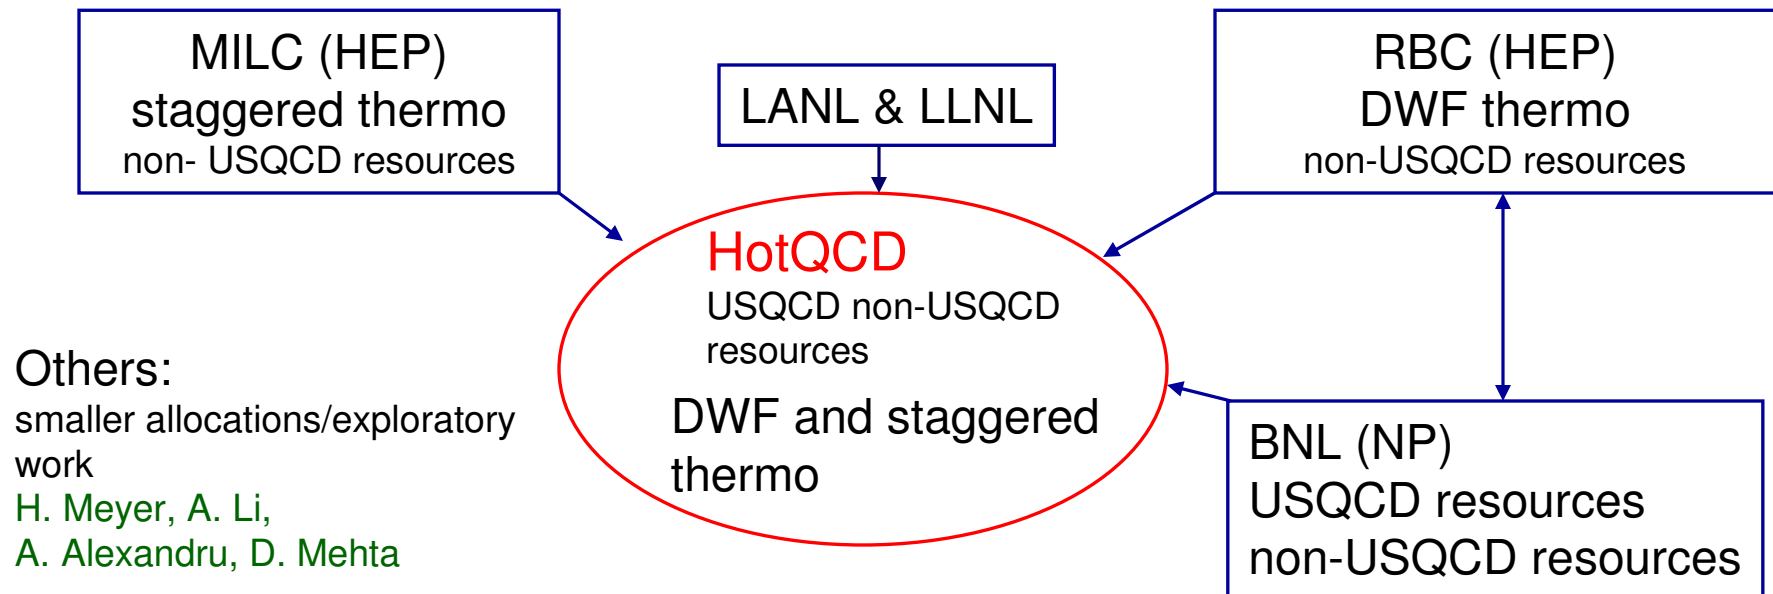 MILC (HEP)
staggered thermo
non- USQCD resources
LANL & LLNL
RBC (HEP)
DWF thermo
non-USQCD resources
HotQCD
USQCD non-USQCD
resources
DWF and staggered
thermo
Others:
smaller allocations/exploratory
work
H. Meyer, A. Li,
A. Alexandru, D. Mehta
BNL (NP)
USQCD resources
non-USQCD resources